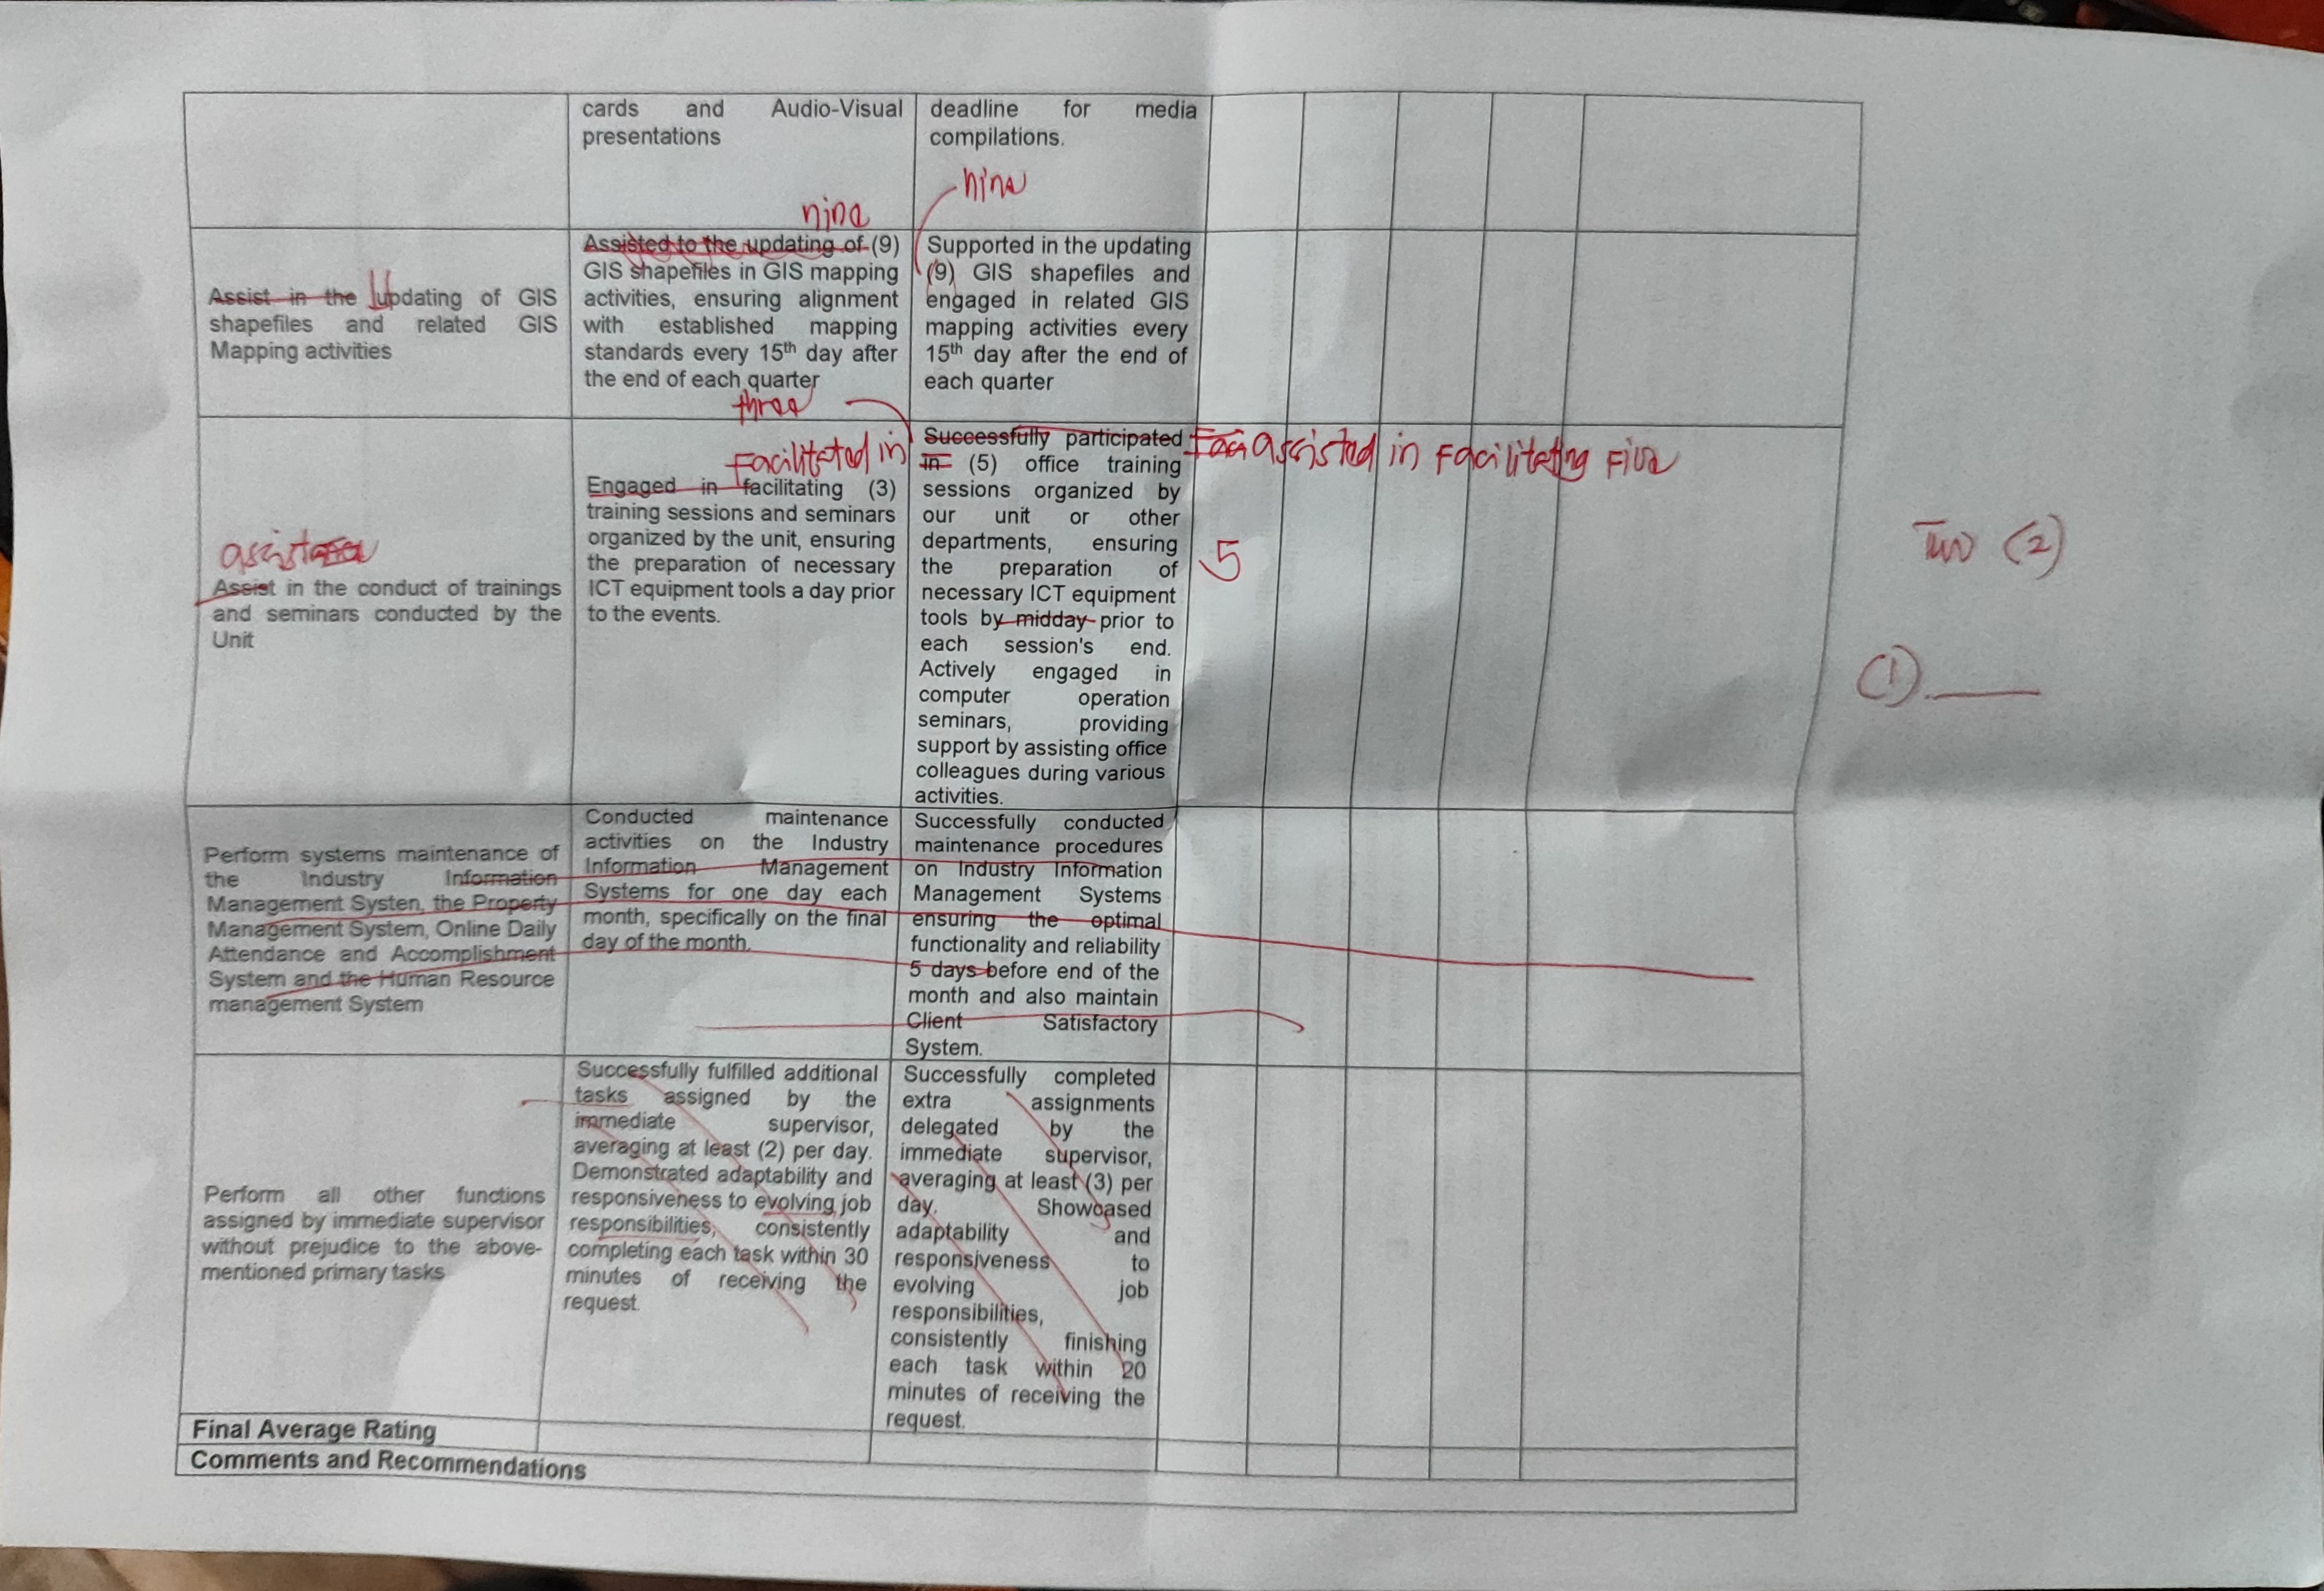 cards and Audio-Visual
presentations
deadline for media
compilations.
nine
nine
Assist in the updating of GIS
shapefiles and related GIS
Mapping activities
Assisted to the updating of (9)
GIS shapefiles in GIS mapping
activities, ensuring alignment
with established mapping
standards every 15th day after
the end of each quarter
Supported in the updating
(9) GIS shapefiles and
engaged in related GIS
mapping activities every
15th day after the end of
each quarter
three
Facilitated in
assist
Assist in the conduct of trainings
and seminars conducted by the
Unit
Engaged in facilitating (3)
training sessions and seminars
organized by the unit, ensuring
the preparation of necessary
ICT equipment tools a day prior
to the events.
Successfully participated
in (5) office training
sessions organized by
our unit or other
departments, ensuring
the preparation of
necessary ICT equipment
tools by midday prior to
each session's end.
Actively engaged in
computer operation
seminars, providing
support by assisting office
colleagues during various
activities.
assisted in Facilitating Five
5
Two (2)
(1)
Perform systems maintenance of
the Industry Information
Management Systen, the Property
Management System, Online Daily
Attendance and Accomplishment
System and the Human Resource
management System
Conducted maintenance
activities on the Industry
Information Management
Systems for one day each
month, specifically on the final
day of the month.
Successfully conducted
maintenance procedures
on Industry Information
Management Systems
ensuring the optimal
functionality and reliability
5 days before end of the
month and also maintain
Client Satisfactory
System.
Perform all other functions
assigned by immediate supervisor
without prejudice to the above-
mentioned primary tasks
Successfully fulfilled additional
tasks assigned by the
immediate supervisor,
averaging at least (2) per day.
Demonstrated adaptability and
responsiveness to evolving job
responsibilities, consistently
completing each task within 30
minutes of receiving the
request.
Successfully completed
extra assignments
delegated by the
immediate supervisor,
averaging at least (3) per
day. Showcased
adaptability and
responsiveness to
evolving job
responsibilities,
consistently finishing
each task within 20
minutes of receiving the
request.
Final Average Rating
Comments and Recommendations